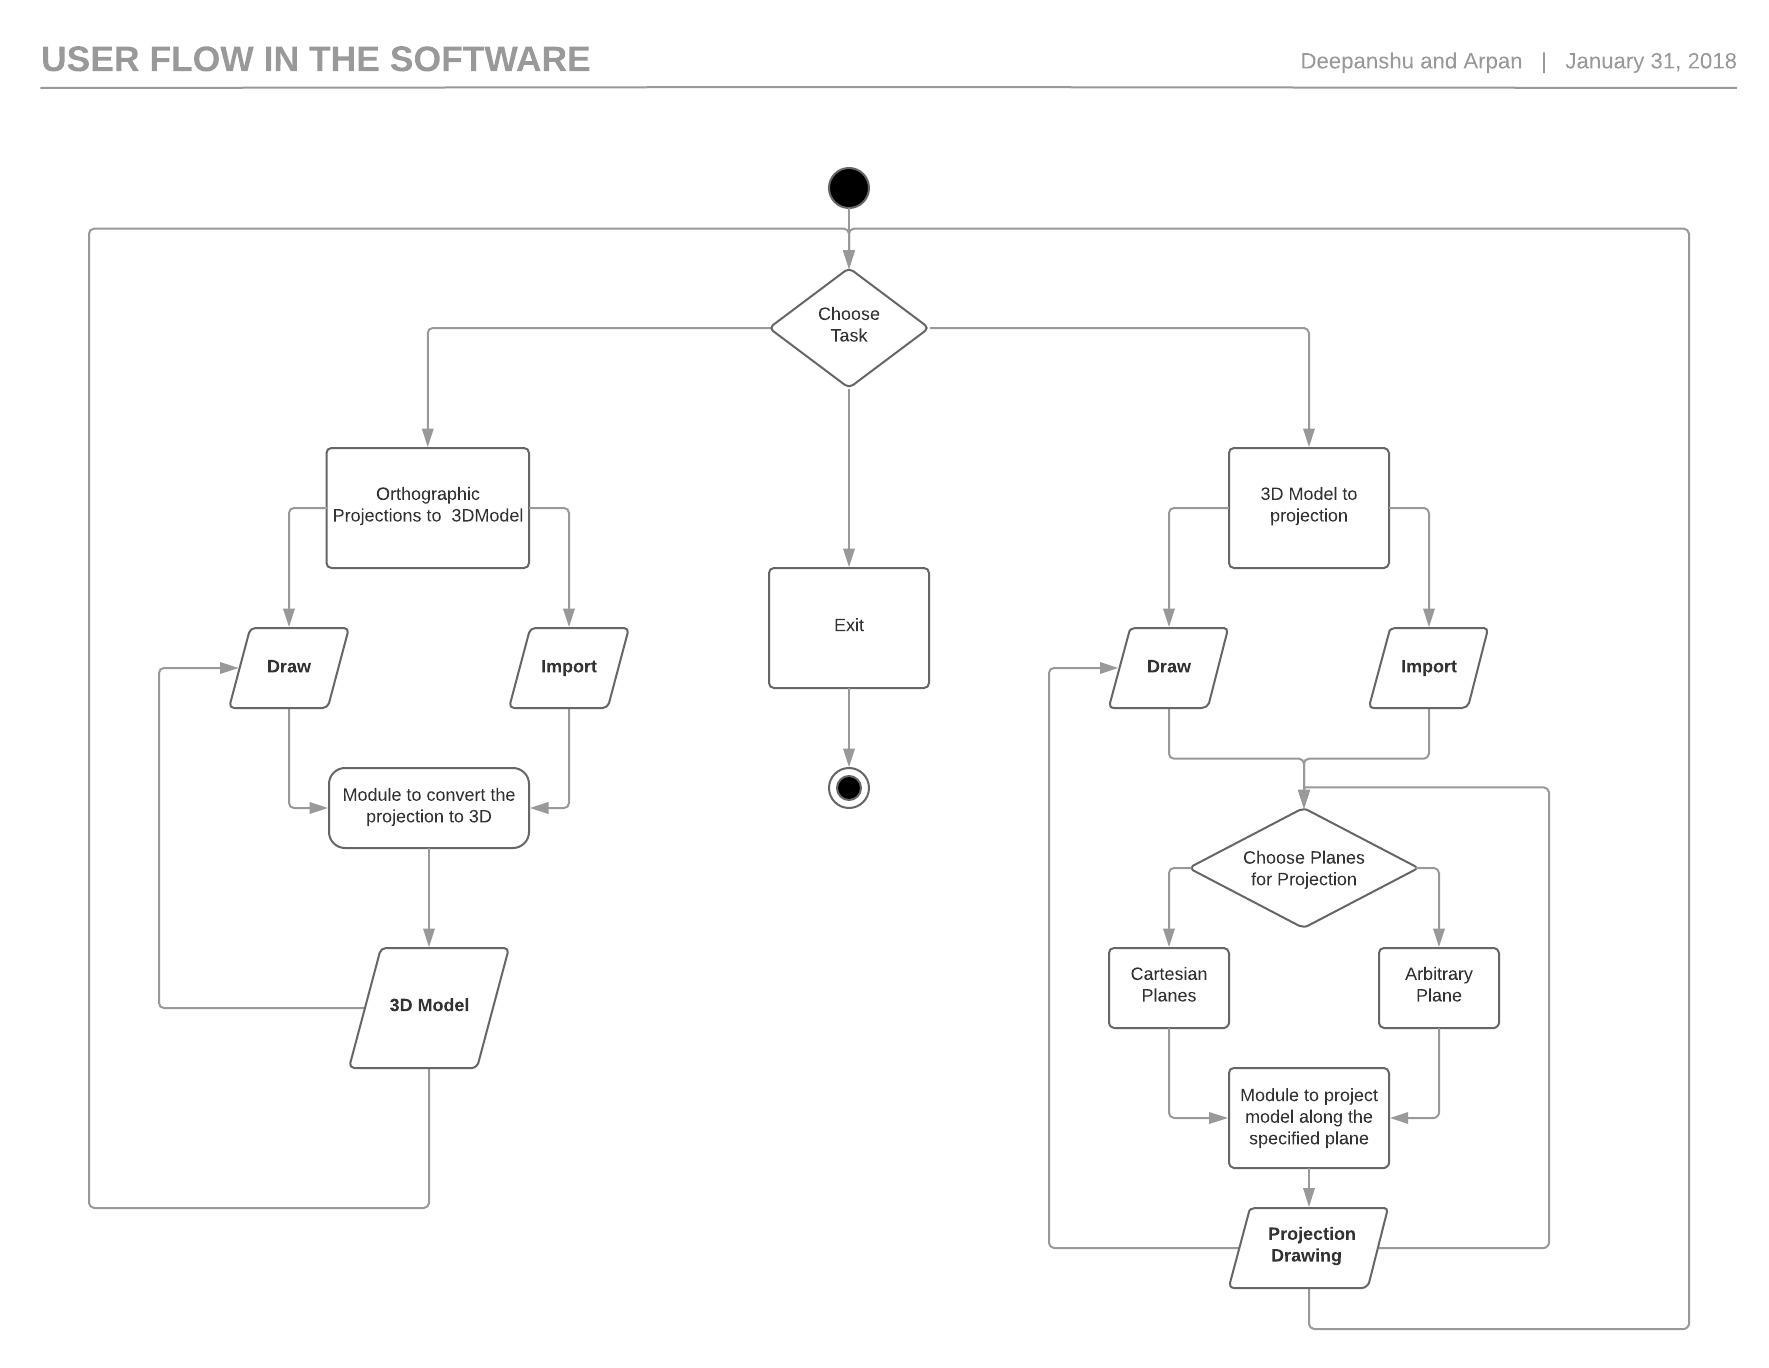 USER FLOW IN THE SOFTWARE
Deepanshu and Arpan | January 31, 2018
Choose
Task
Orthographic
Projections to 3DModel
3D Model to
projection
Exit
Draw
Import
Draw
Import
Module to convert the
projection to 3D
Choose Planes
for Projection
3D Model
Cartesian
Planes
Arbitrary
Plane
Module to project
model along the
specified plane
Projection
Drawing